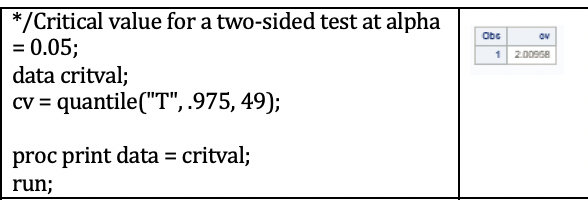 */Critical value for a two-sided test at alpha
= 0.05;
data critval;
cv = quantile("T", .975, 49);
proc print data = critval;
run;
Obs cv
1 2.00958